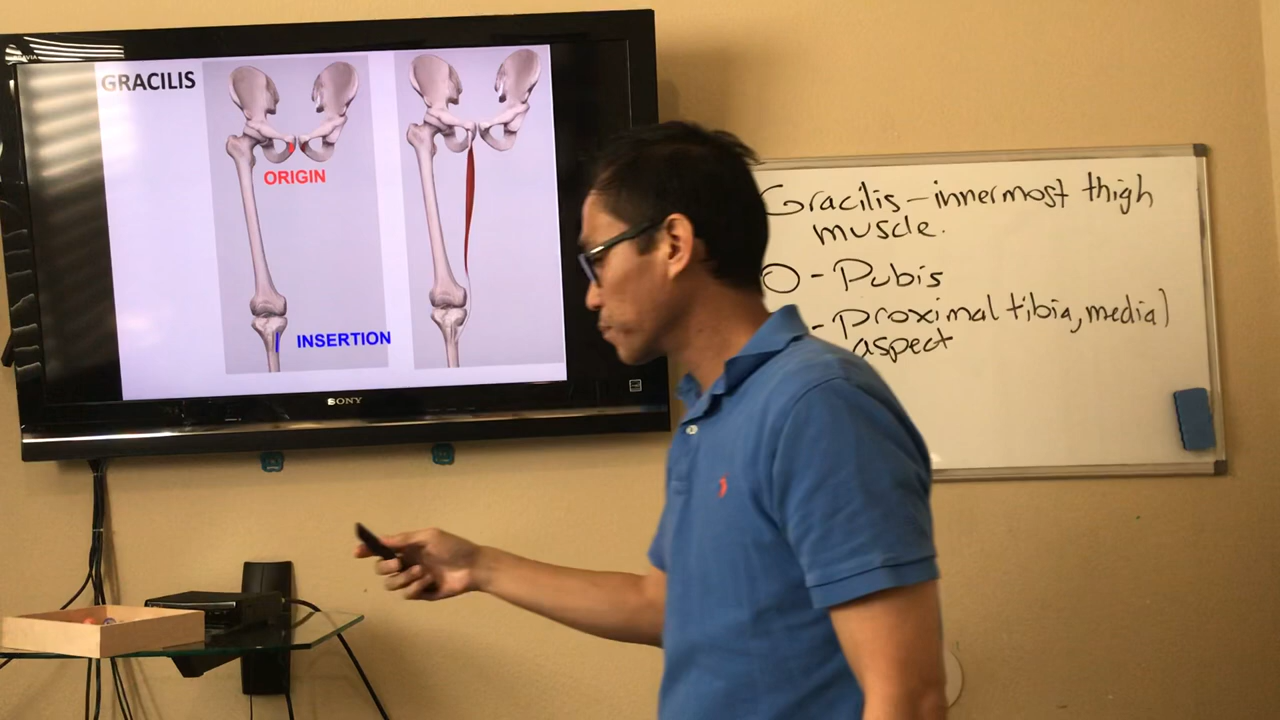 GRACILIS
ORIGIN
INSERTION
SONY
Gracilis – innermost thigh
muscle.
O - Pubis
- proximal tibia, medial
aspect